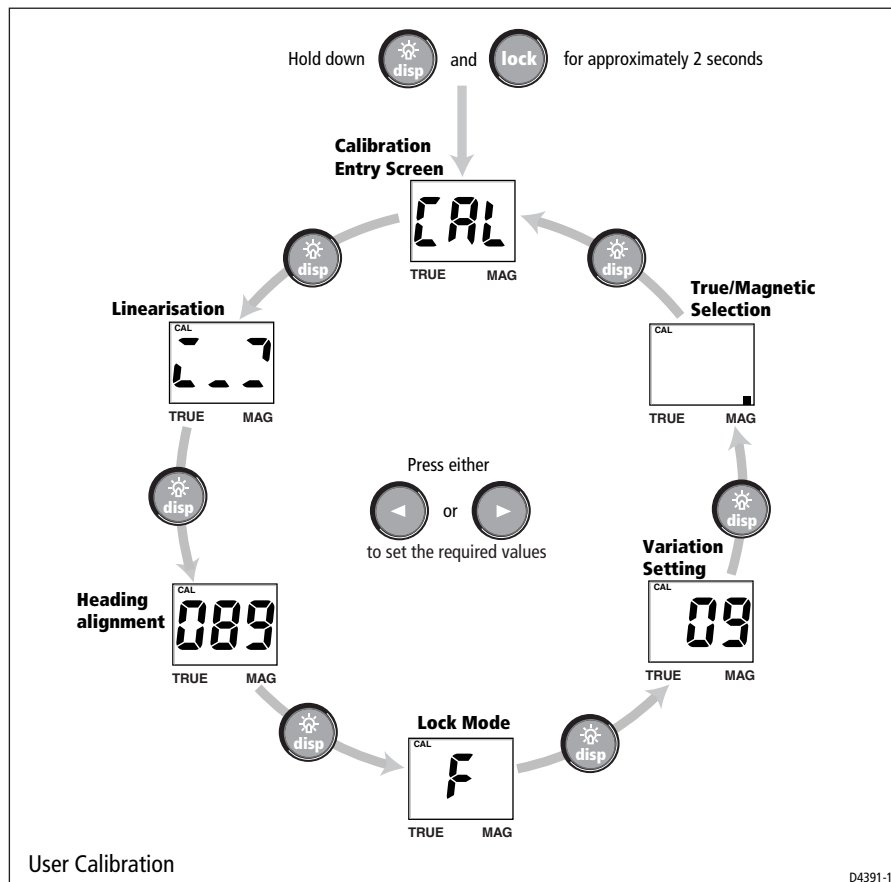 Hold down disp and lock for approximately 2 seconds
Calibration
Entry Screen
CAL
TRUE MAG
disp
Linearisation
CAL
TRUE MAG
disp
Heading
alignment
CAL
089
TRUE MAG
disp
Lock Mode
CAL
F
TRUE MAG
disp
Variation
Setting
CAL
09
TRUE MAG
disp
True/Magnetic
Selection
CAL
TRUE MAG
disp
Press either
or
to set the required values
User Calibration
D4391-1